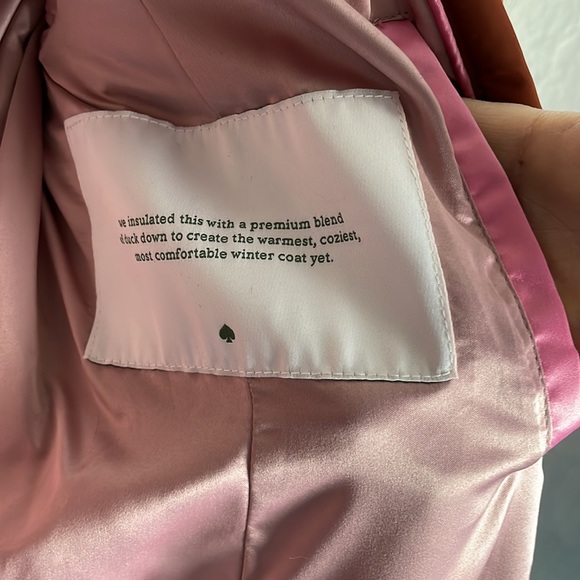 insulated this with a premium blend
duck down to create the warmest, coziest,
most comfortable winter coat yet.